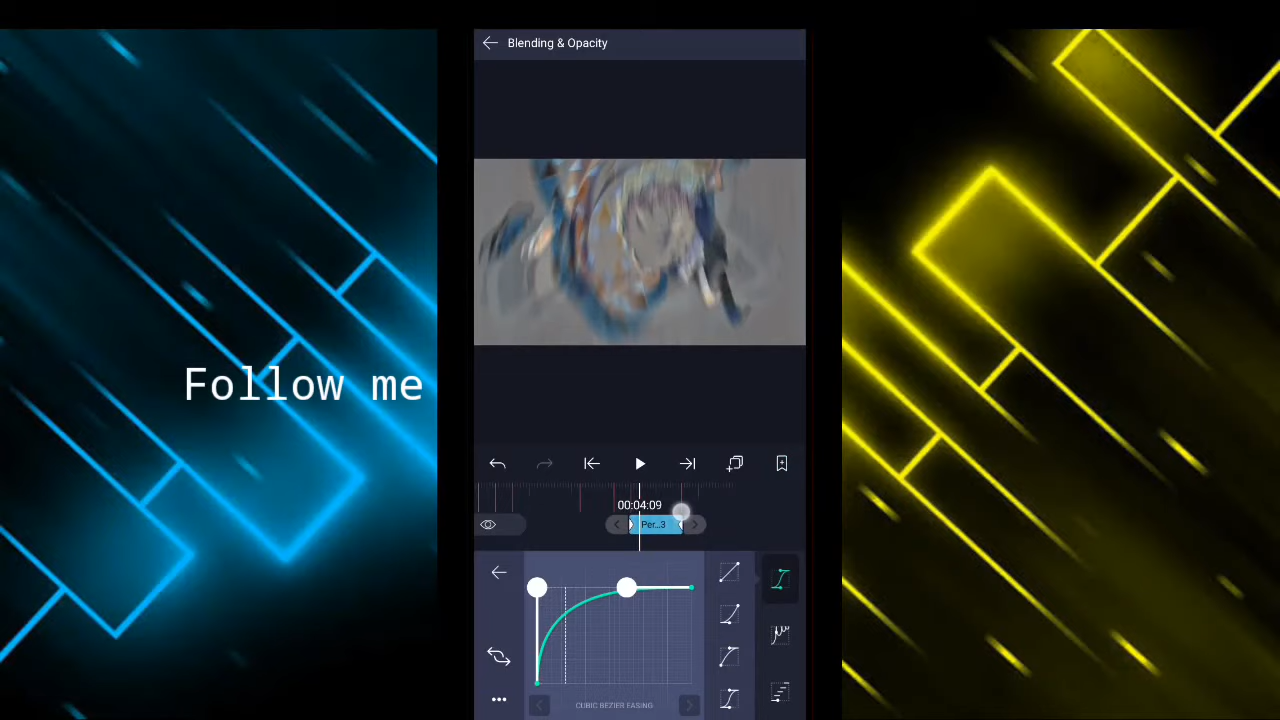 Blending & Opacity
Follow me
00:04:09
Per...3
CUBIC BEZIER EASING